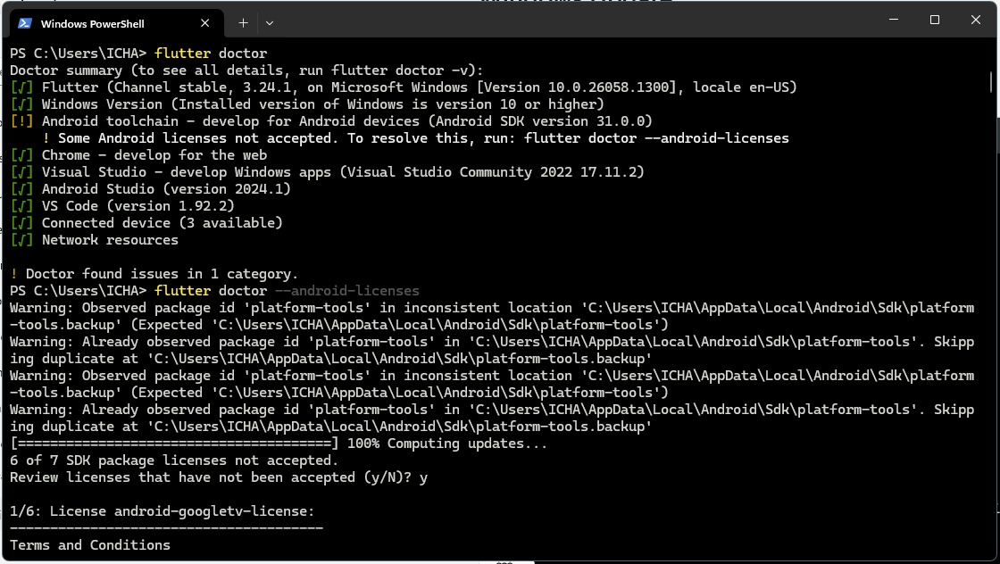 Windows PowerShell
PS C:\Users\ICHA> flutter doctor
Doctor summary (to see all details, run flutter doctor -v):
[√] Flutter (Channel stable, 3.24.1, on Microsoft Windows [Version 10.0.26058.1300], locale en-US)
[√] Windows Version (Installed version of Windows is version 10 or higher)
[!] Android toolchain - develop for Android devices (Android SDK version 31.0.0)
! Some Android licenses not accepted. To resolve this, run: flutter doctor --android-licenses
[√] Chrome - develop for the web
[√] Visual Studio - develop Windows apps (Visual Studio Community 2022 17.11.2)
[√] Android Studio (version 2024.1)
[√] VS Code (version 1.92.2)
[√] Connected device (3 available)
[√] Network resources
! Doctor found issues in 1 category.
PS C:\Users\ICHA> flutter doctor --android-licenses
Warning: Observed package id 'platform-tools' in inconsistent location 'C:\Users\ICHA\AppData\Local\Android\Sdk\platform
-tools.backup' (Expected 'C:\Users\ICHA\AppData\Local\Android\Sdk\platform-tools')
Warning: Already observed package id 'platform-tools' in 'C:\Users\ICHA\AppData\Local\Android\Sdk\platform-tools'. Skipp
ing duplicate at 'C:\Users\ICHA\AppData\Local\Android\Sdk\platform-tools.backup'
Warning: Observed package id 'platform-tools' in inconsistent location 'C:\Users\ICHA\AppData\Local\Android\Sdk\platform
-tools.backup' (Expected 'C:\Users\ICHA\AppData\Local\Android\Sdk\platform-tools')
Warning: Already observed package id 'platform-tools' in 'C:\Users\ICHA\AppData\Local\Android\Sdk\platform-tools'. Skipp
ing duplicate at 'C:\Users\ICHA\AppData\Local\Android\Sdk\platform-tools.backup'
[=======================================] 100% Computing updates...
6 of 7 SDK package licenses not accepted.
Review licenses that have not been accepted (y/N)? y
1/6: License android-googletv-license:
---------------------------------------
Terms and Conditions